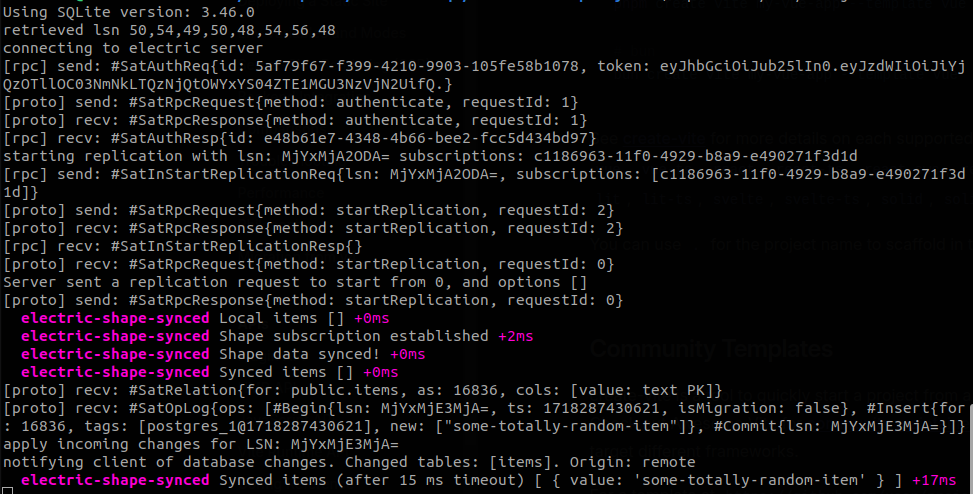 Using SQLite version: 3.46.0
retrieved lsn 50,54,49,50,48,54,56,48
connecting to electric server
[rpc] send: #SatAuthReq{id: 5af79f67-f399-4210-9903-105fe58b1078, token: eyJhbGciOiJub25lIn0.eyJzdWIiOiJiYj
QzOTllOC03NmNkLTQzNjQtOWYxYS04ZTE1MGU3NzVjN2UifQ.}
[proto] send: #SatRpcRequest{method: authenticate, requestId: 1}
[proto] recv: #SatRpcResponse{method: authenticate, requestId: 1}
[rpc] recv: #SatAuthResp{id: e48b61e7-4348-4b66-bee2-fcc5d434bd97}
starting replication with lsn: MjYxMjA2ODA= subscriptions: c1186963-11f0-4929-b8a9-e490271f3d1d
[rpc] send: #SatInStartReplicationReq{lsn: MjYxMjA2ODA=, subscriptions: [c1186963-11f0-4929-b8a9-e490271f3d
1d]}
[proto] send: #SatRpcRequest{method: startReplication, requestId: 2}
[proto] recv: #SatRpcResponse{method: startReplication, requestId: 2}
[rpc] recv: #SatInStartReplicationResp{}
[proto] recv: #SatRpcRequest{method: startReplication, requestId: 0}
Server sent a replication request to start from 0, and options []
[proto] send: #SatRpcResponse{method: startReplication, requestId: 0}
electric-shape-synced Local items [] +0ms
electric-shape-synced Shape subscription established +2ms
electric-shape-synced Shape data synced! +0ms
electric-shape-synced Synced items [] +0ms
[proto] recv: #SatRelation{for: public.items, as: 16836, cols: [value: text PK]}
[proto] recv: #SatOpLog{ops: [#Begin{lsn: MjYxMjE3MjA=, ts: 1718287430621, isMigration: false}, #Insert{for
: 16836, tags: [postgres_1@1718287430621], new: ["some-totally-random-item"]}, #Commit{lsn: MjYxMjE3MjA=}]}
apply incoming changes for LSN: MjYxMjE3MjA=
notifying client of database changes. Changed tables: [items]. Origin: remote
electric-shape-synced Synced items (after 15 ms timeout) [ { value: 'some-totally-random-item' } ] +17ms
Community Templates